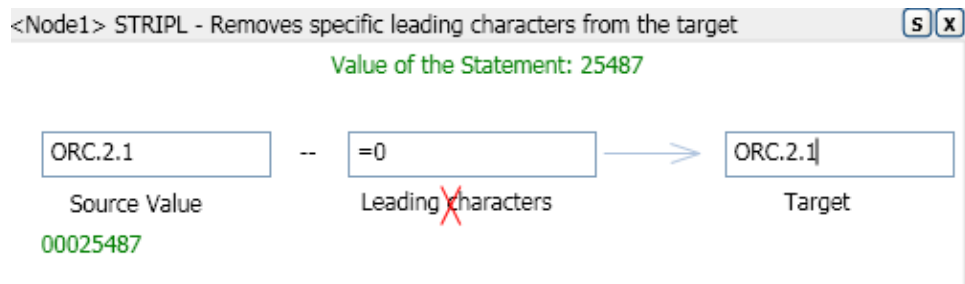 <Node1> STRIPL - Removes specific leading characters from the target S X
Value of the Statement: 25487
ORC.2.1 -- =0 ORC.2.1
Source Value Leading characters Target
00025487